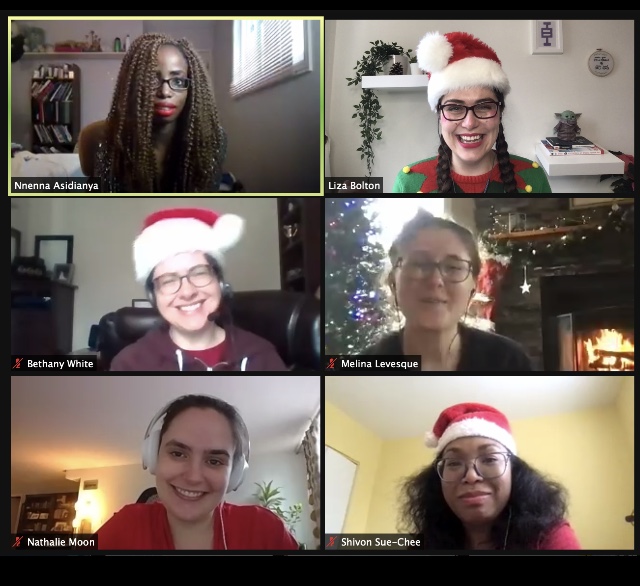 Nnenna Asidianya
Liza Bolton
Bethany White
Melina Levesque
Nathalie Moon
Shivon Sue-Chee